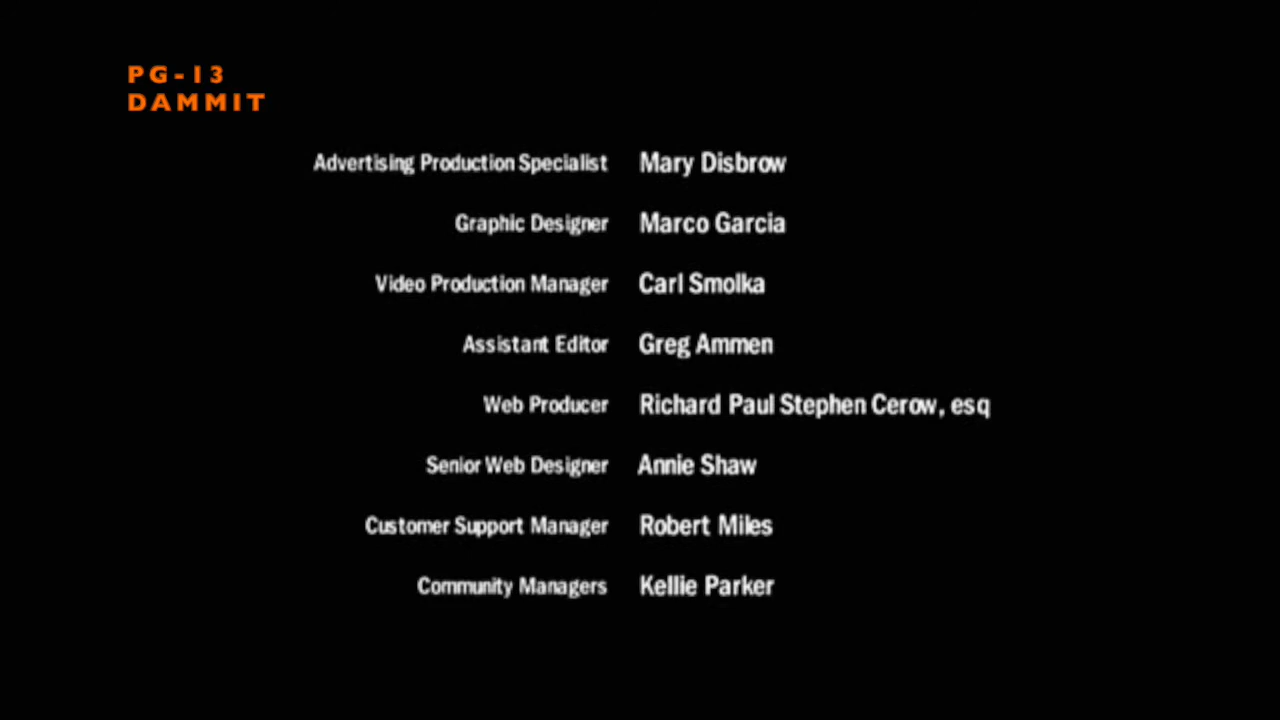 PG-13
DAMMIT
Advertising Production Specialist Mary Disbrow
Graphic Designer Marco Garcia
Video Production Manager Carl Smolka
Assistant Editor Greg Ammen
Web Producer Richard Paul Stephen Cerow, esq
Senior Web Designer Annie Shaw
Customer Support Manager Robert Miles
Community Managers Kellie Parker